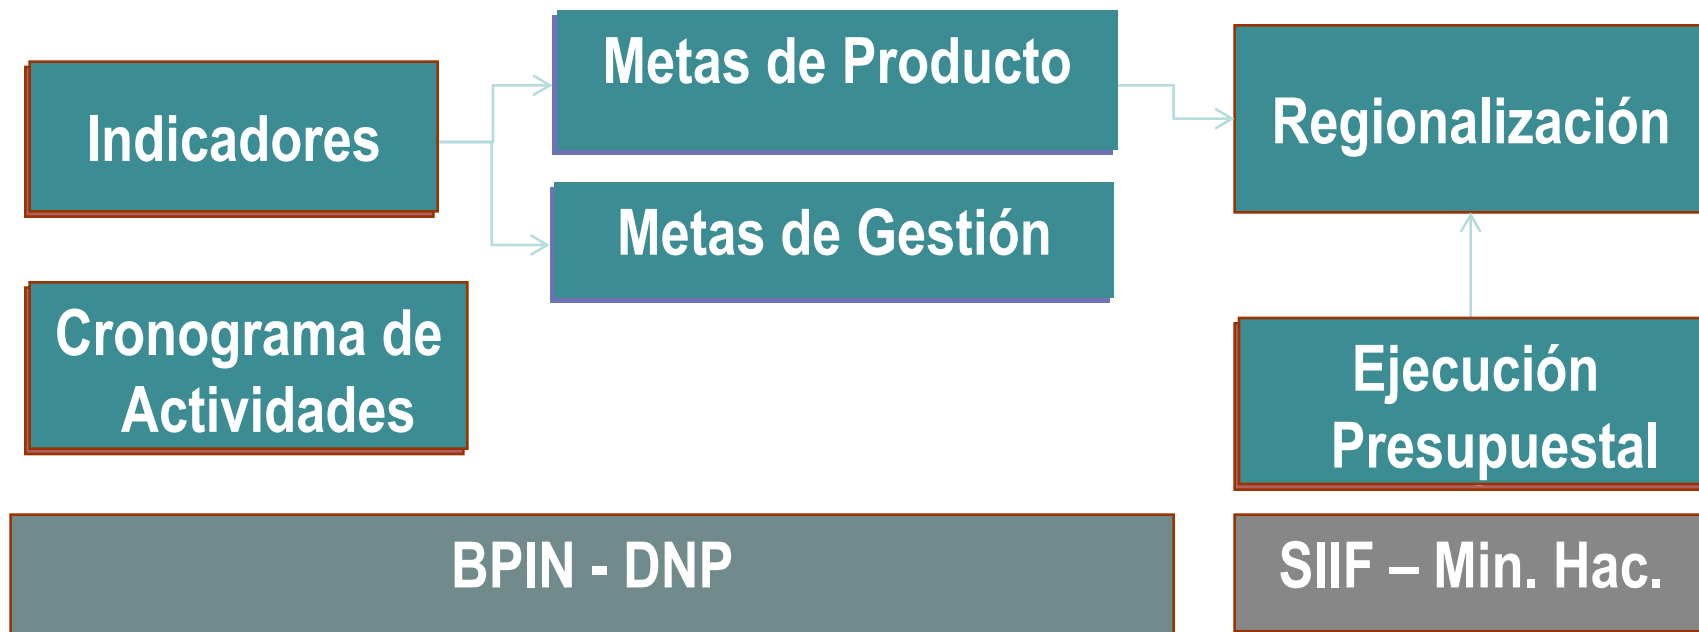 Indicadores
Metas de Producto
Metas de Gestión
Regionalización
Cronograma de
Actividades
Ejecución
Presupuestal
BPIN - DNP
SIIF – Min. Hac.